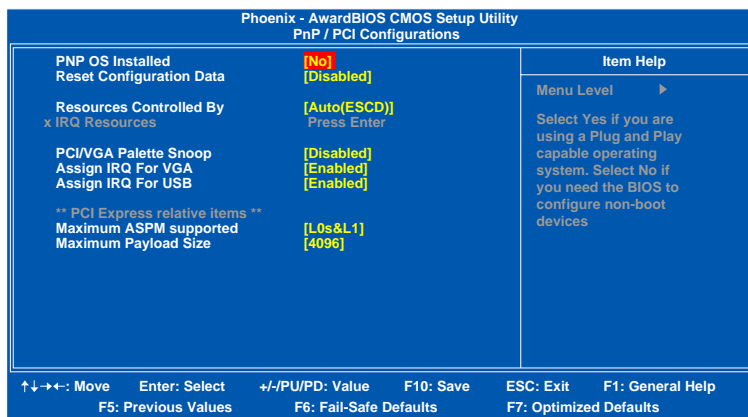 Phoenix - AwardBIOS CMOS Setup Utility
PnP / PCI Configurations
PNP OS Installed [No]
Reset Configuration Data [Disabled]
Resources Controlled By [Auto(ESCD)]
x IRQ Resources Press Enter
PCI/VGA Palette Snoop [Disabled]
Assign IRQ For VGA [Enabled]
Assign IRQ For USB [Enabled]
** PCI Express relative items **
Maximum ASPM supported [L0s&L1]
Maximum Payload Size [4096]
Item Help
Menu Level ▶
Select Yes if you are
using a Plug and Play
capable operating
system. Select No if
you need the BIOS to
configure non-boot
devices
↑↓→←: Move Enter: Select +/-/PU/PD: Value F10: Save ESC: Exit F1: General Help
F5: Previous Values F6: Fail-Safe Defaults F7: Optimized Defaults